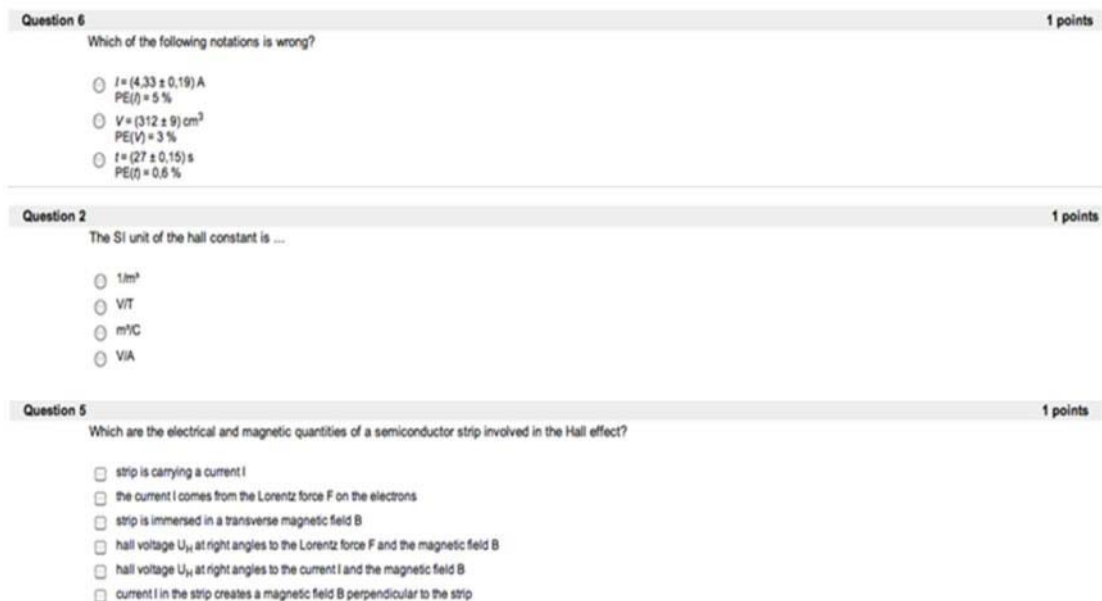 Question 6 1 points
Which of the following notations is wrong?
I = (4,33 ± 0,19) A
PE(I) = 5 %
V = (312 ± 9) cm³
PE(V) = 3 %
t = (27 ± 0,15) s
PE(t) = 0,6 %
Question 2 1 points
The SI unit of the hall constant is ...
1/m³
V/T
m³/C
V/A
Question 5 1 points
Which are the electrical and magnetic quantities of a semiconductor strip involved in the Hall effect?
strip is carrying a current I
the current I comes from the Lorentz force F on the electrons
strip is immersed in a transverse magnetic field B
hall voltage U_H at right angles to the Lorentz force F and the magnetic field B
hall voltage U_H at right angles to the current I and the magnetic field B
current I in the strip creates a magnetic field B perpendicular to the strip